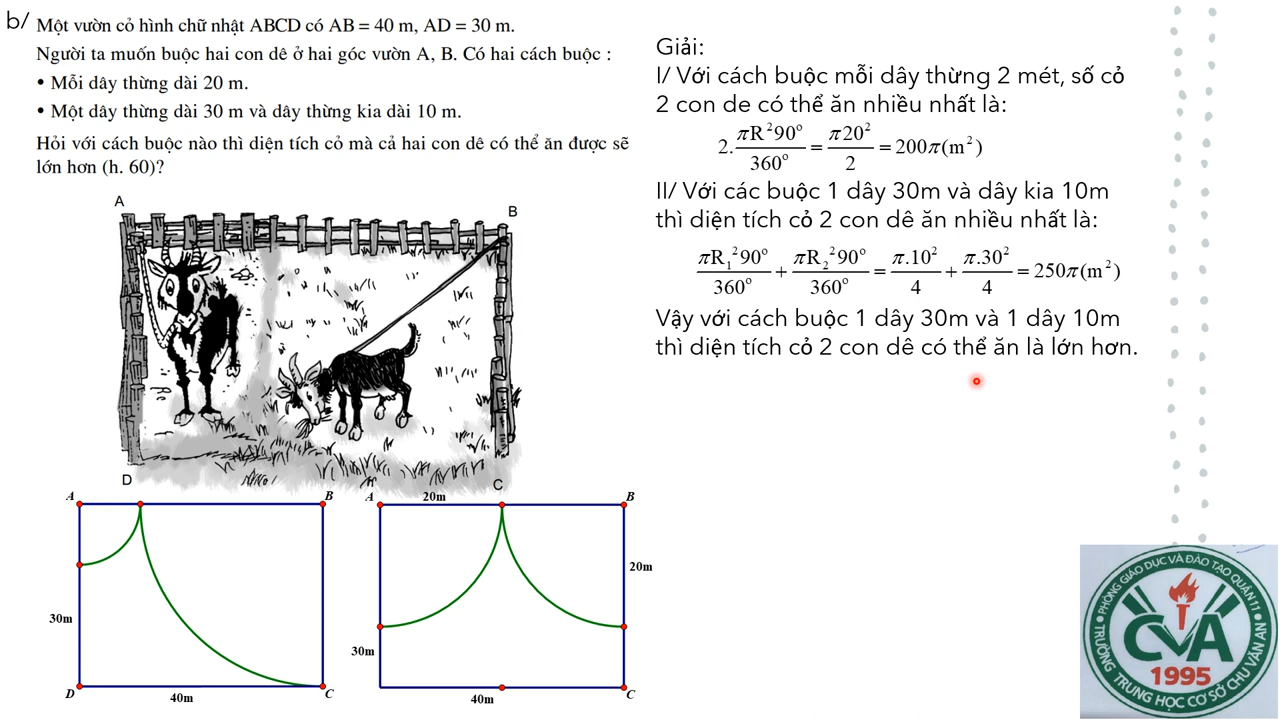 b/ Một vườn cỏ hình chữ nhật ABCD có AB = 40 m, AD = 30 m.
Người ta muốn buộc hai con dê ở hai góc vườn A, B. Có hai cách buộc :
• Mỗi dây thừng dài 20 m.
• Một dây thừng dài 30 m và dây thừng kia dài 10 m.
Hỏi với cách buộc nào thì diện tích cỏ mà cả hai con dê có thể ăn được sẽ
lớn hơn (h. 60)?
A
B
D
C
A
B
30m
D
40m
C
A
20m
B
20m
30m
40m
C
Giải:
I/ Với cách buộc mỗi dây thừng 2 mét, số cỏ
2 con de có thể ăn nhiều nhất là:
2.πR²90°/360° = π20²/2 = 200π(m²)
II/ Với các buộc 1 dây 30m và dây kia 10m
thì diện tích cỏ 2 con dê ăn nhiều nhất là:
πR₁²90°/360° + πR₂²90°/360° = π.10²/4 + π.30²/4 = 250π(m²)
Vậy với cách buộc 1 dây 30m và 1 dây 10m
thì diện tích cỏ 2 con dê có thể ăn là lớn hơn.
PHÒNG GIÁO DỤC VÀ ĐÀO TẠO QUẬN 11
CVA
1995
TRƯỜNG TRUNG HỌC CƠ SỞ CHU VĂN AN